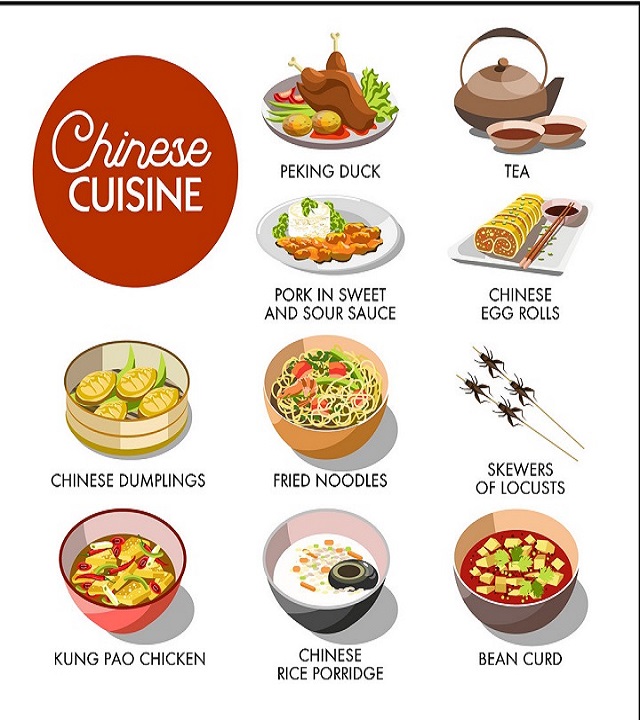 Chinese
CUISINE
PEKING DUCK
TEA
PORK IN SWEET
AND SOUR SAUCE
CHINESE
EGG ROLLS
CHINESE DUMPLINGS
FRIED NOODLES
SKEWERS
OF LOCUSTS
KUNG PAO CHICKEN
CHINESE
RICE PORRIDGE
BEAN CURD